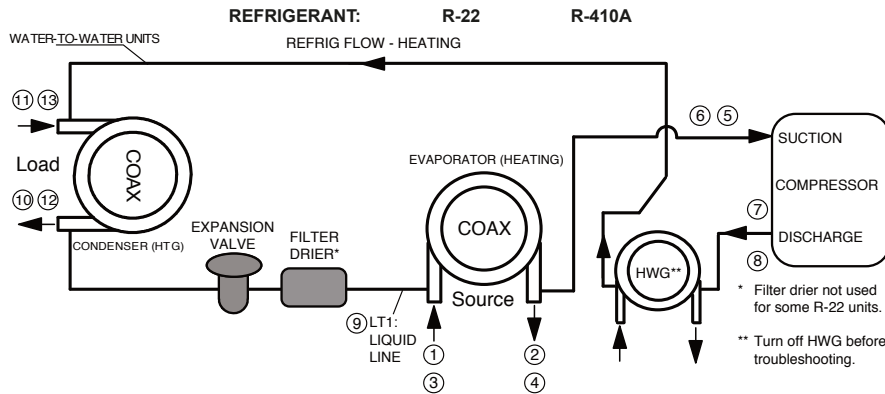 REFRIGERANT: R-22 R-410A
WATER-TO-WATER UNITS
REFRIG FLOW - HEATING
11 13
Load
10 12
COAX
CONDENSER (HTG)
EXPANSION
VALVE
FILTER
DRIER*
9 LT1:
LIQUID
LINE
EVAPORATOR (HEATING)
COAX
Source
1
3
2
4
6 5
SUCTION
COMPRESSOR
7
DISCHARGE
8
HWG**
* Filter drier not used
for some R-22 units.
** Turn off HWG before
troubleshooting.